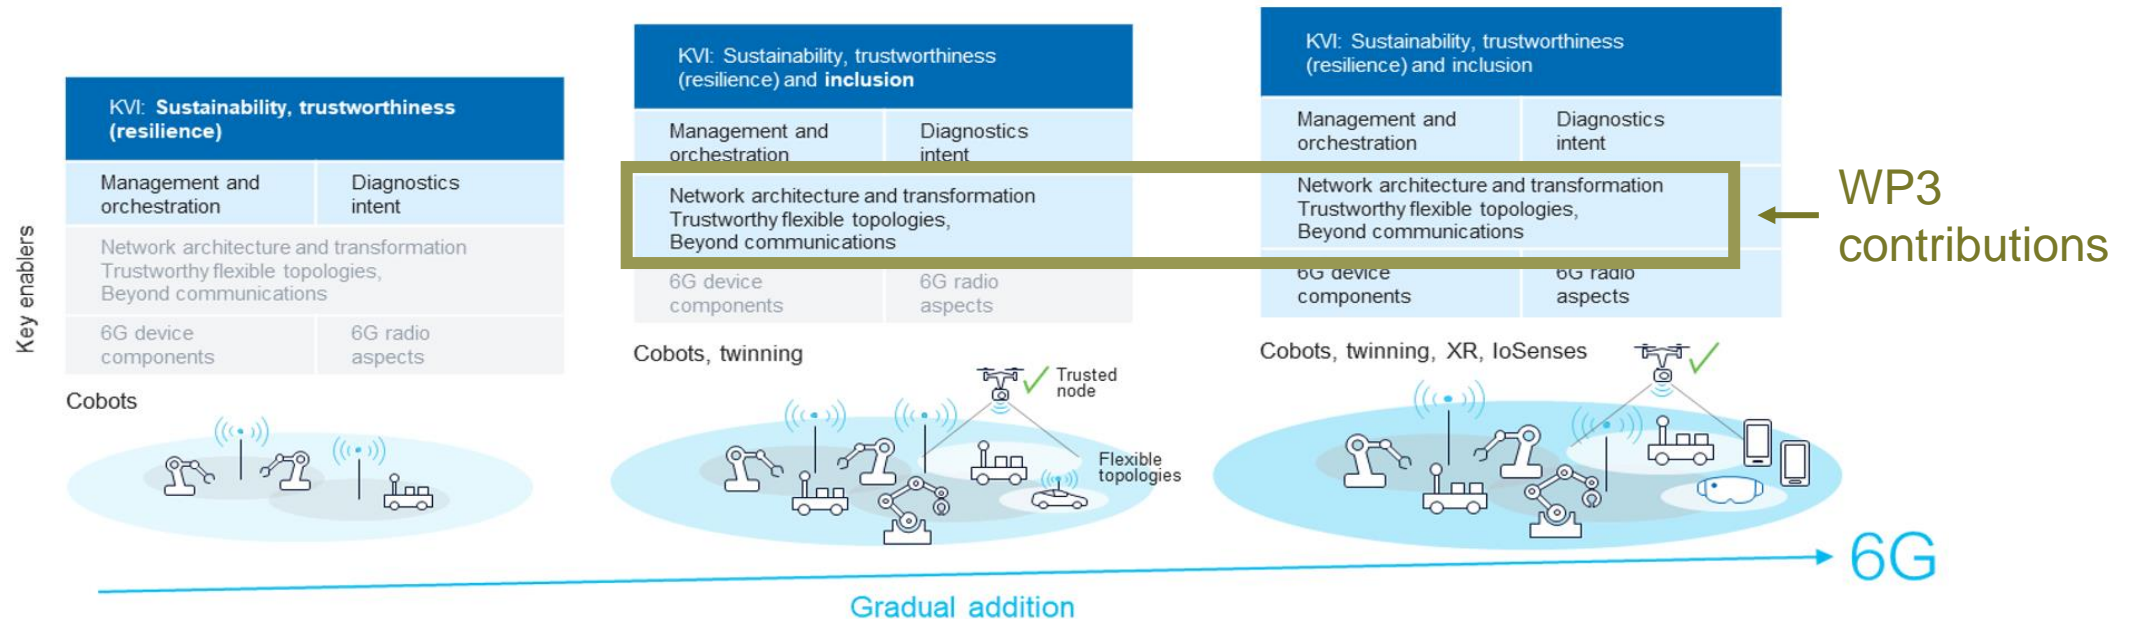 Key enablers
KVI: Sustainability, trustworthiness
(resilience)
Management and
orchestration
Diagnostics
intent
Network architecture and transformation
Trustworthy flexible topologies,
Beyond communications
6G device
components
6G radio
aspects
Cobots
KVI: Sustainability, trustworthiness
(resilience) and inclusion
Management and
orchestration
Diagnostics
intent
Network architecture and transformation
Trustworthy flexible topologies,
Beyond communications
6G device
components
6G radio
aspects
Cobots, twinning
Trusted
node
Flexible
topologies
KVI: Sustainability, trustworthiness
(resilience) and inclusion
Management and
orchestration
Diagnostics
intent
Network architecture and transformation
Trustworthy flexible topologies,
Beyond communications
6G device
components
6G radio
aspects
Cobots, twinning, XR, IoSenses
WP3
contributions
Gradual addition
6G